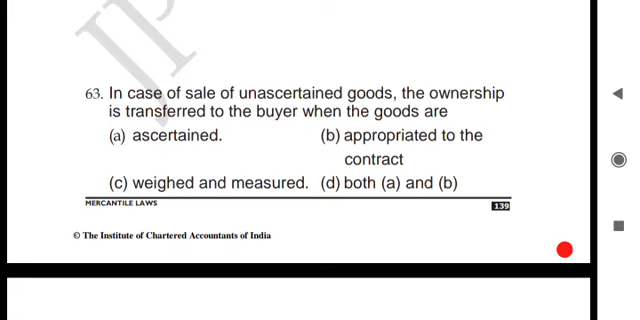 63. In case of sale of unascertained goods, the ownership
is transferred to the buyer when the goods are
(a) ascertained. (b) appropriated to the
contract
(c) weighed and measured. (d) both (a) and (b)
MERCANTILE LAWS 139
© The Institute of Chartered Accountants of India